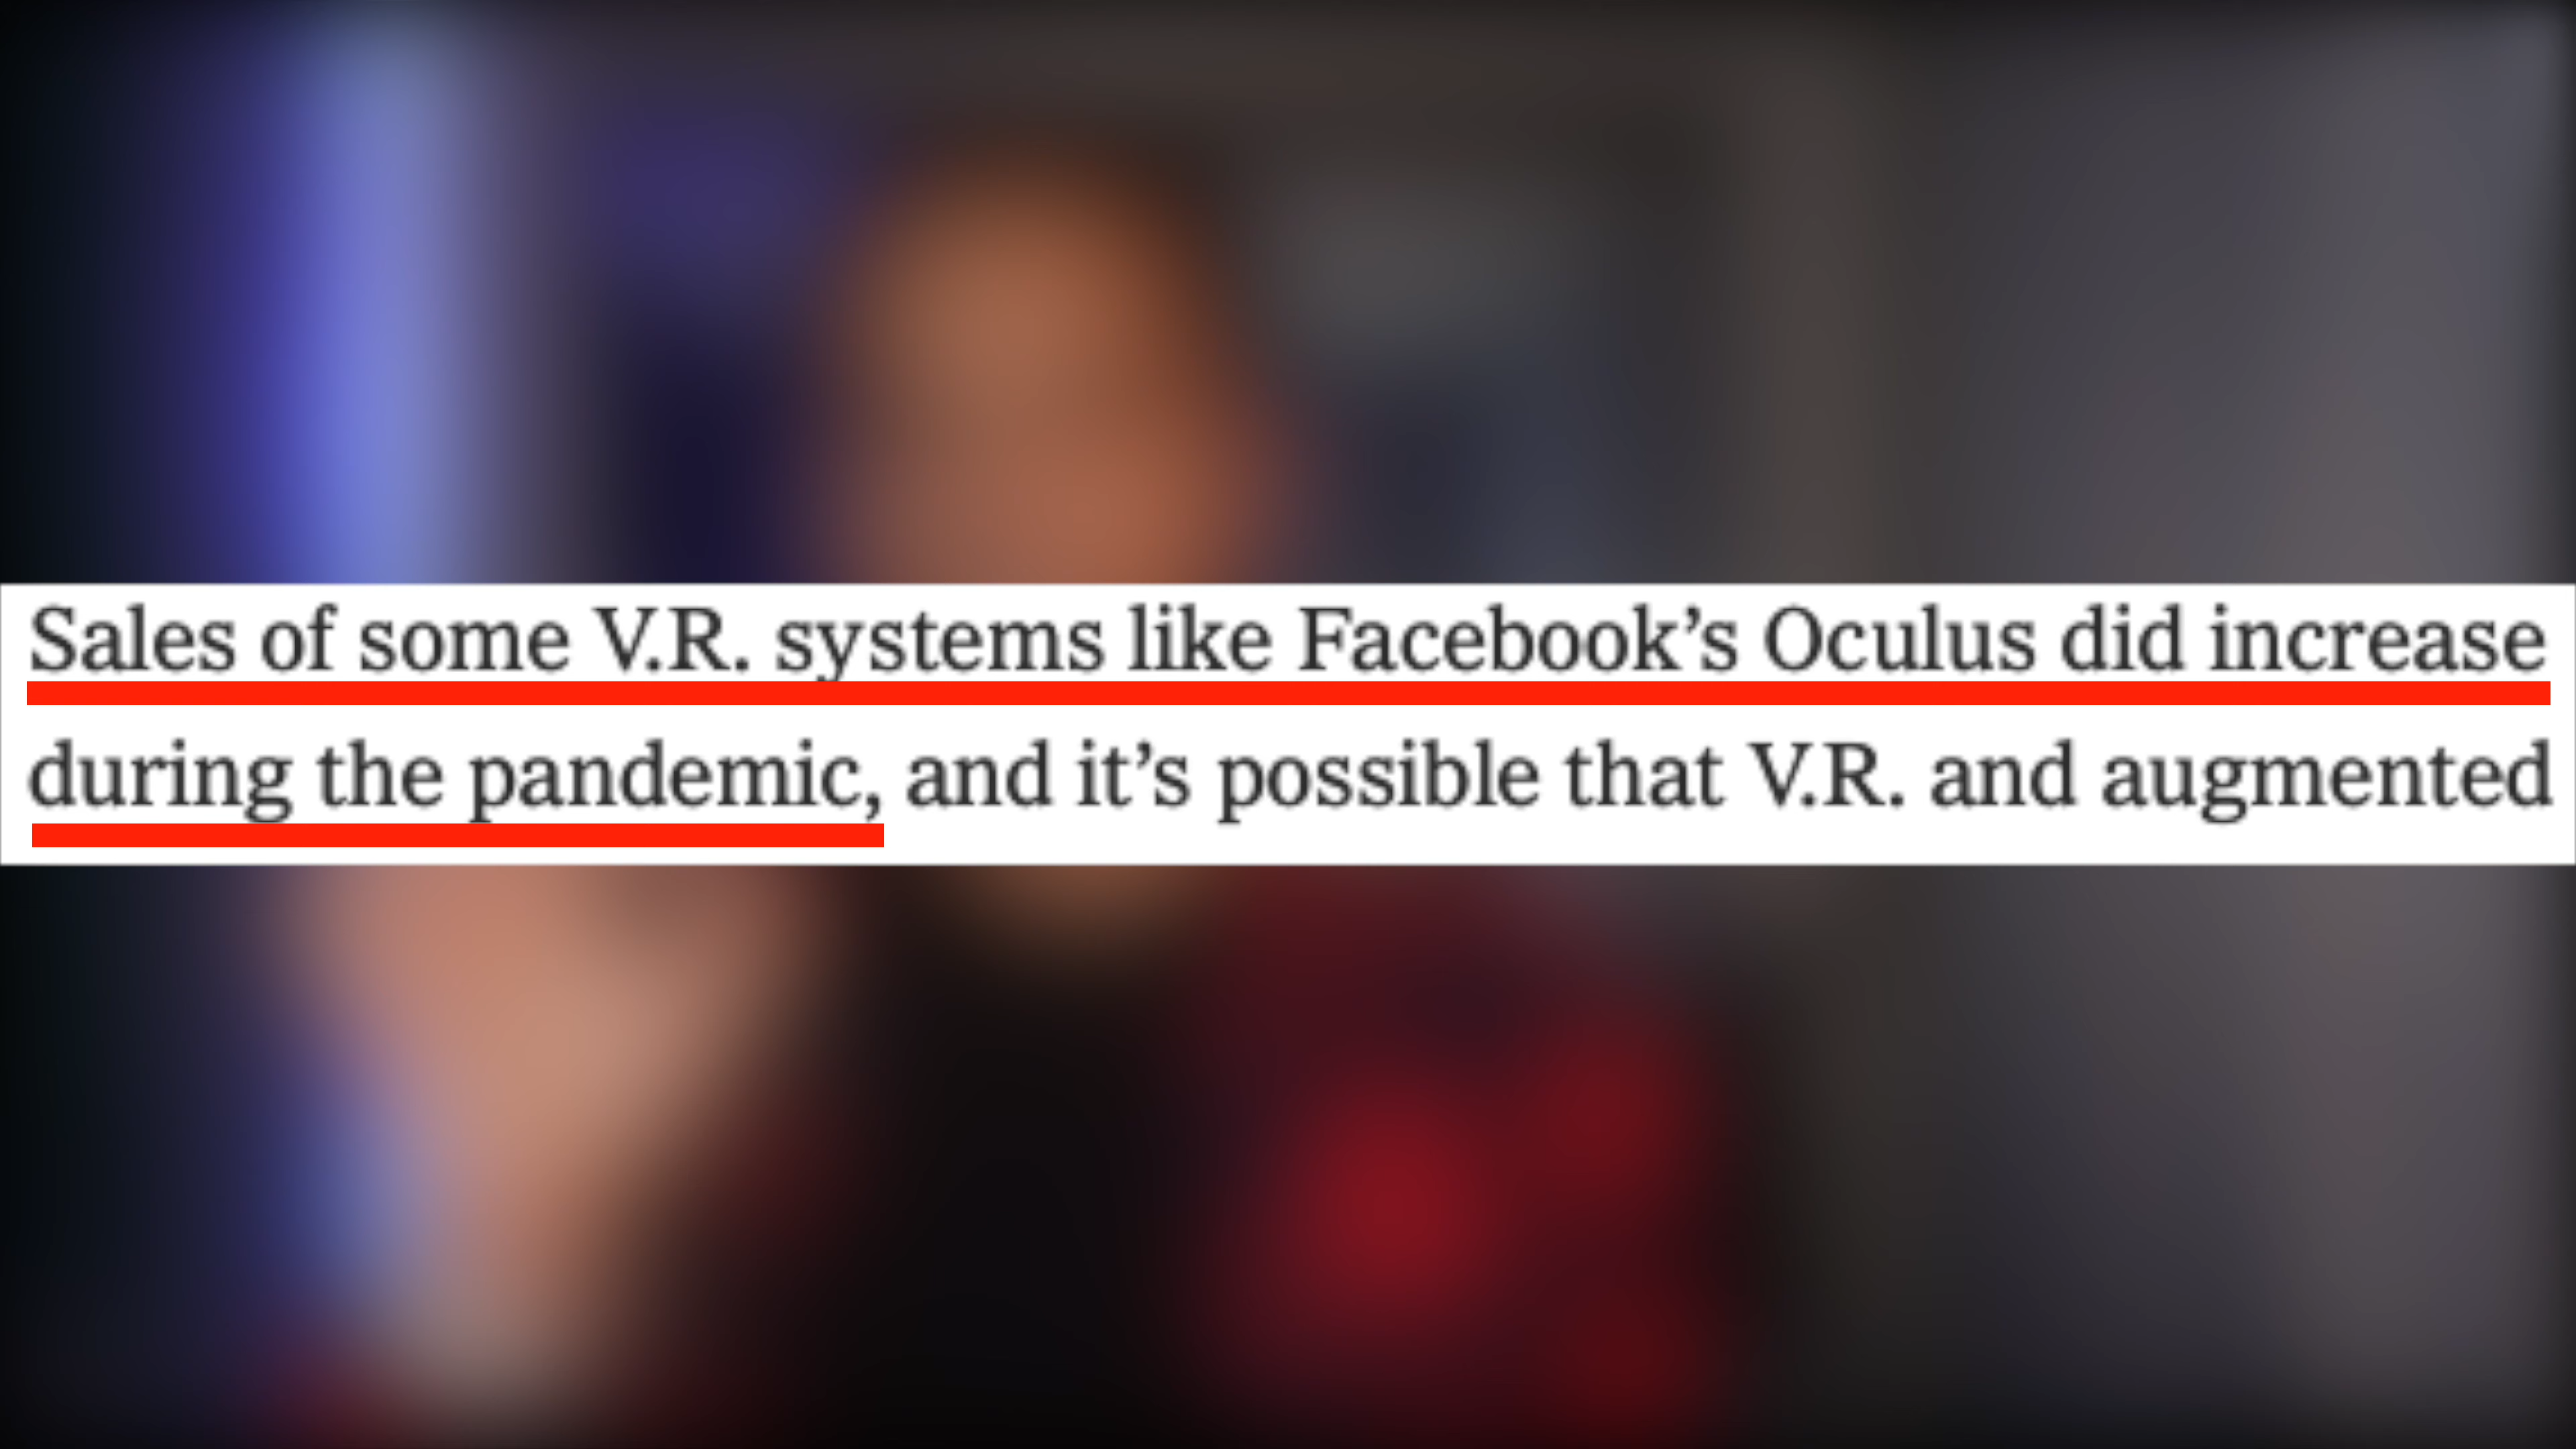 Sales of some V.R. systems like Facebook’s Oculus did increase
during the pandemic, and it’s possible that V.R. and augmented